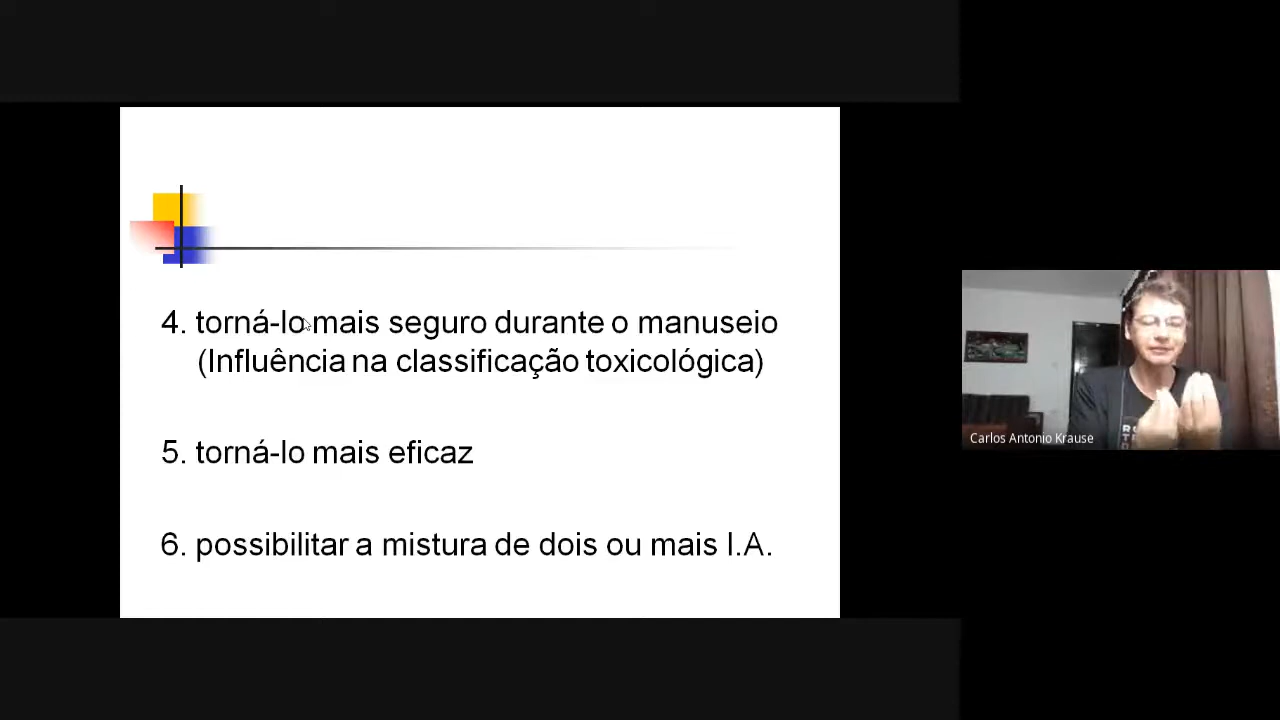 4. torná-lo mais seguro durante o manuseio
(Influência na classificação toxicológica)
5. torná-lo mais eficaz
6. possibilitar a mistura de dois ou mais I.A.
Carlos Antonio Krause